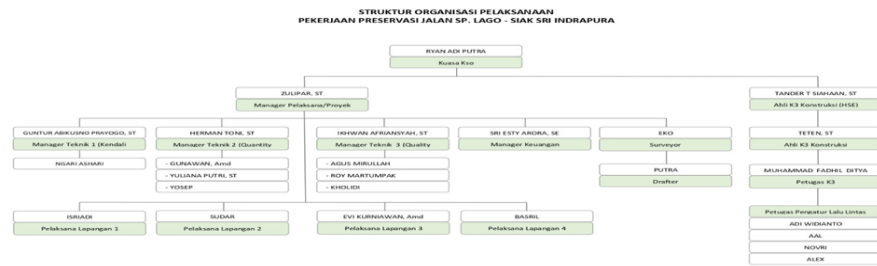 STRUKTUR ORGANISASI PELAKSANAAN
PEKERJAAN PRESERVASI JALAN SP. LAGO - SIAK SRI INDRAPURA
RYAN ADI PUTRA
Kuasa Kso
ZULIPAR, ST
Manager Pelaksana/Proyek
TANDER T SIAHAAN, ST
Ahli K3 Konstruksi (HSE)
GUNTUR ABIKUSNO PRAYOGO, ST
Manager Teknik 1 (Kendali
HERMAN TONI, ST
Manager Teknik 2 (Quantity
IKHWAN AFRIANSYAH, ST
Manager Teknik 3 (Quality
SRI ESTY ARORA, SE
Manager Keuangan
EKO
Surveyor
TETEN, ST
Ahli K3 Konstruksi
NGARI ASHARI
- GUNAWAN, Amd
- YULIANA PUTRI, ST
- YOSEP
- AGUS MIRULLAH
- ROY MARTUMPAK
- KHOLIDI
PUTRA
Drafter
MUHAMMAD FADHIL DITYA
Petugas K3
ISRIADI
Pelaksana Lapangan 1
SUDAR
Pelaksana Lapangan 2
EVI KURNIAWAN, Amd
Pelaksana Lapangan 3
BASRIL
Pelaksana Lapangan 4
Petugas Pengatur Lalu Lintas
ADI WIDIANTO
AAL
NOVRI
ALEX